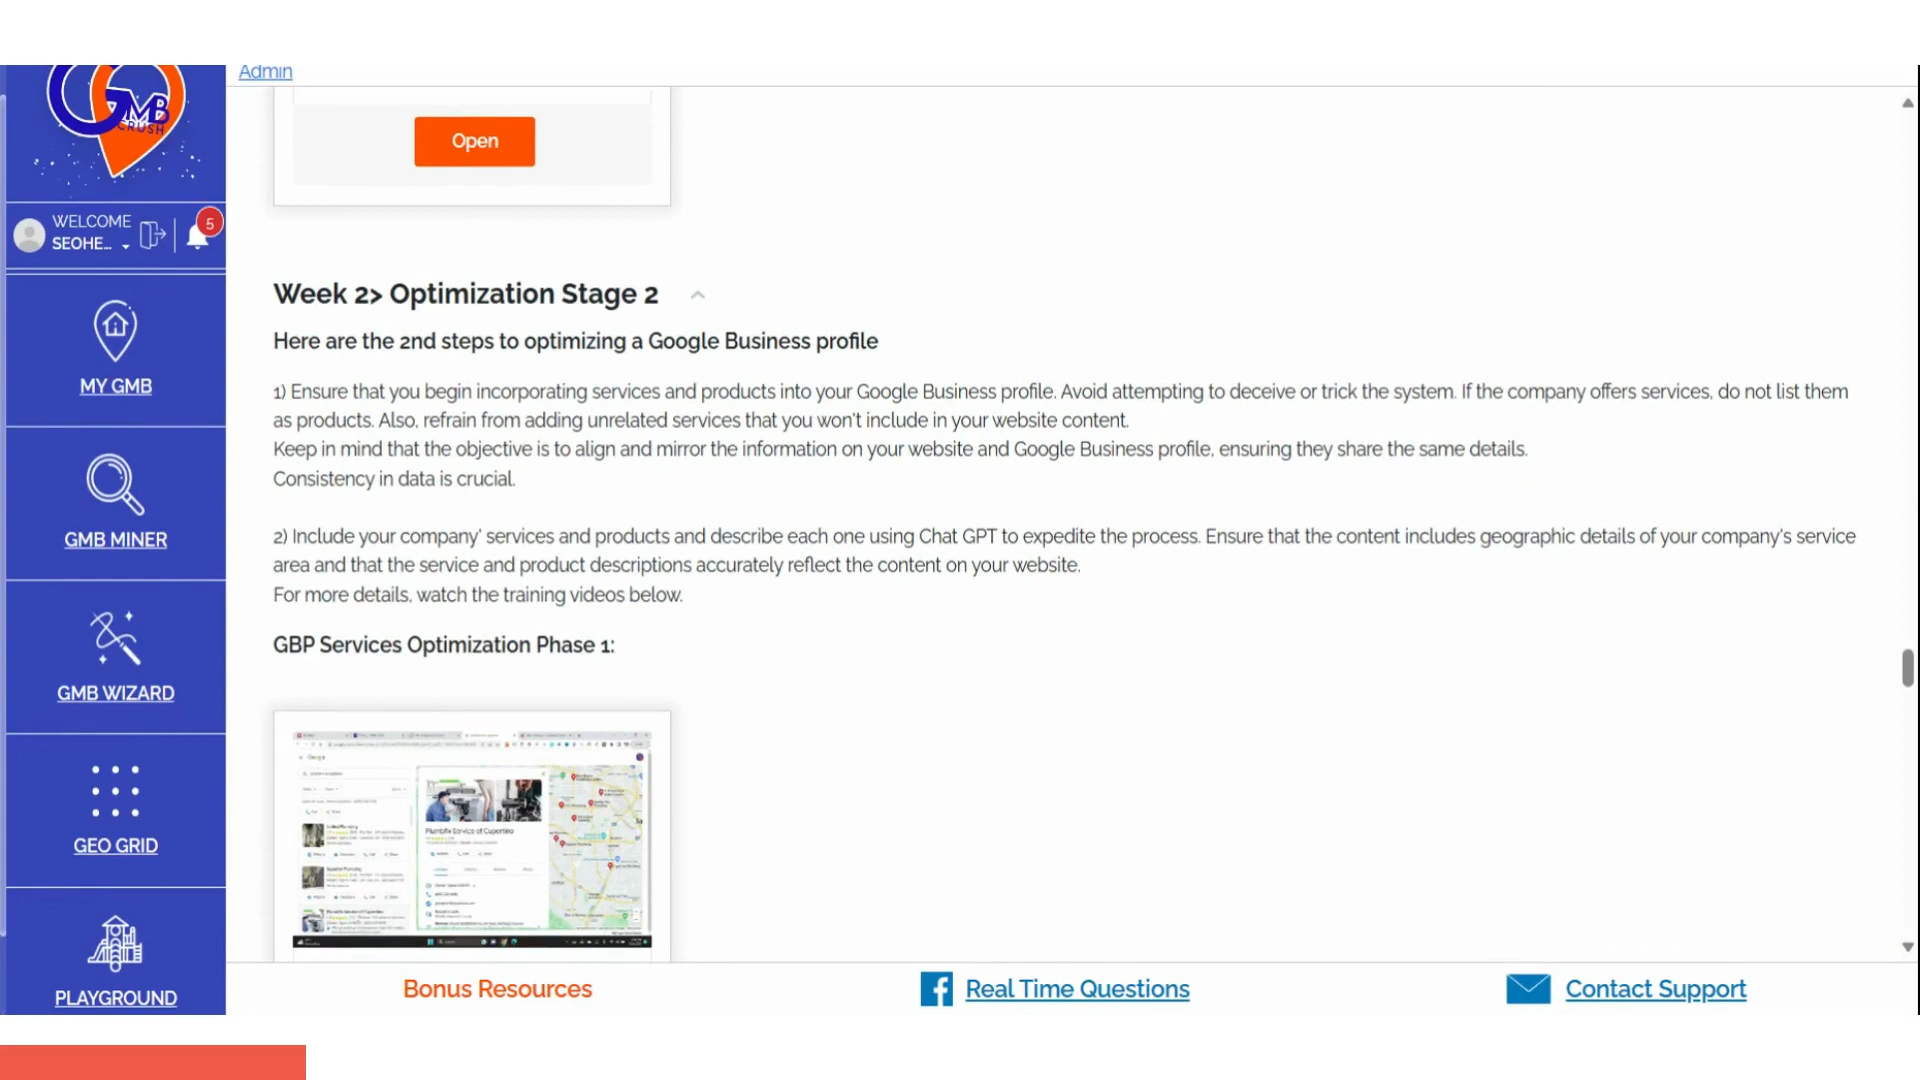 Admin
GMB
CRUSH
Open
WELCOME
SEOHE...
5
Week 2> Optimization Stage 2
Here are the 2nd steps to optimizing a Google Business profile
MY GMB
1) Ensure that you begin incorporating services and products into your Google Business profile. Avoid attempting to deceive or trick the system. If the company offers services, do not list them
as products. Also, refrain from adding unrelated services that you won't include in your website content.
Keep in mind that the objective is to align and mirror the information on your website and Google Business profile, ensuring they share the same details.
Consistency in data is crucial.
GMB MINER
2) Include your company' services and products and describe each one using Chat GPT to expedite the process. Ensure that the content includes geographic details of your company's service
area and that the service and product descriptions accurately reflect the content on your website.
For more details, watch the training videos below.
GBP Services Optimization Phase 1:
GMB WIZARD
Google
Plumbfix Service of Cupertino
GEO GRID
PLAYGROUND
Bonus Resources
Real Time Questions
Contact Support